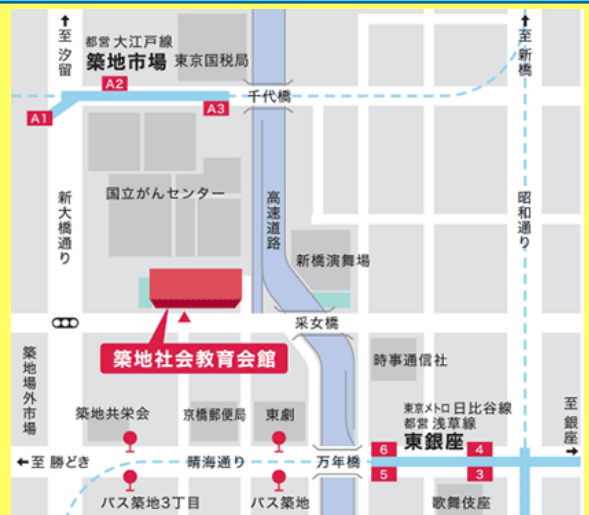 至 汐留
都営 大江戸線
築地市場
東京国税局
至 新橋
A2
A1
A3
千代橋
国立がんセンター
新大橋通り
高速道路
昭和通り
新橋演舞場
采女橋
築地社会教育会館
時事通信社
築地場外市場
築地共栄会
京橋郵便局
東劇
東京メトロ 日比谷線
都営 浅草線
東銀座
至 銀座
6
4
至 勝どき
晴海通り
万年橋
5
3
バス築地3丁目
バス築地
歌舞伎座